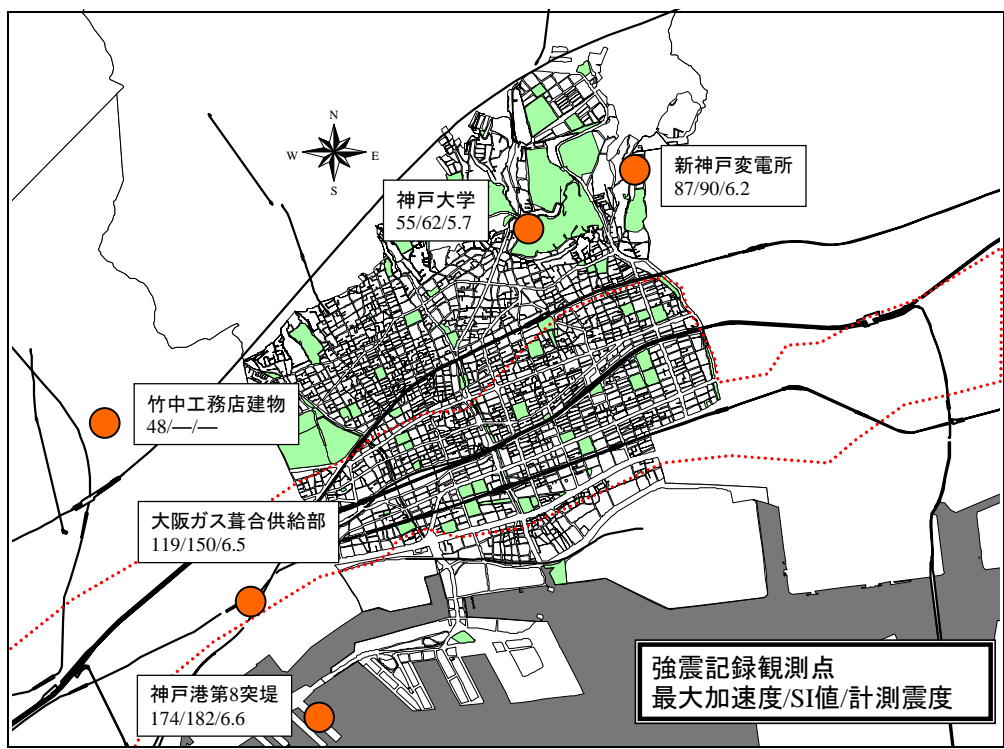 N
W
E
S
新神戸変電所
87/90/6.2
神戸大学
55/62/5.7
竹中工務店建物
48/—/—
大阪ガス葺合供給部
119/150/6.5
神戸港第8突堤
174/182/6.6
強震記録観測点
最大加速度/SI値/計測震度